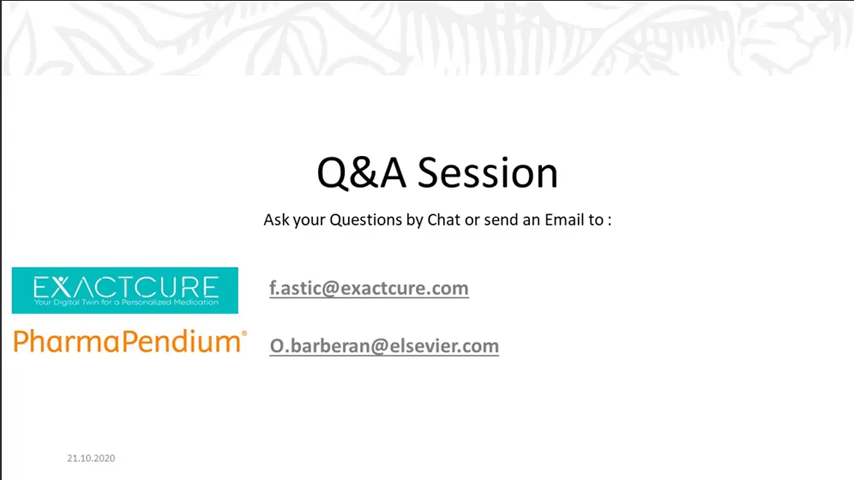 Q&A Session
Ask your Questions by Chat or send an Email to :
EXACTCURE
Your Digital Twin for a Personalized Medication
f.astic@exactcure.com
PharmaPendium®
O.barberan@elsevier.com
21.10.2020